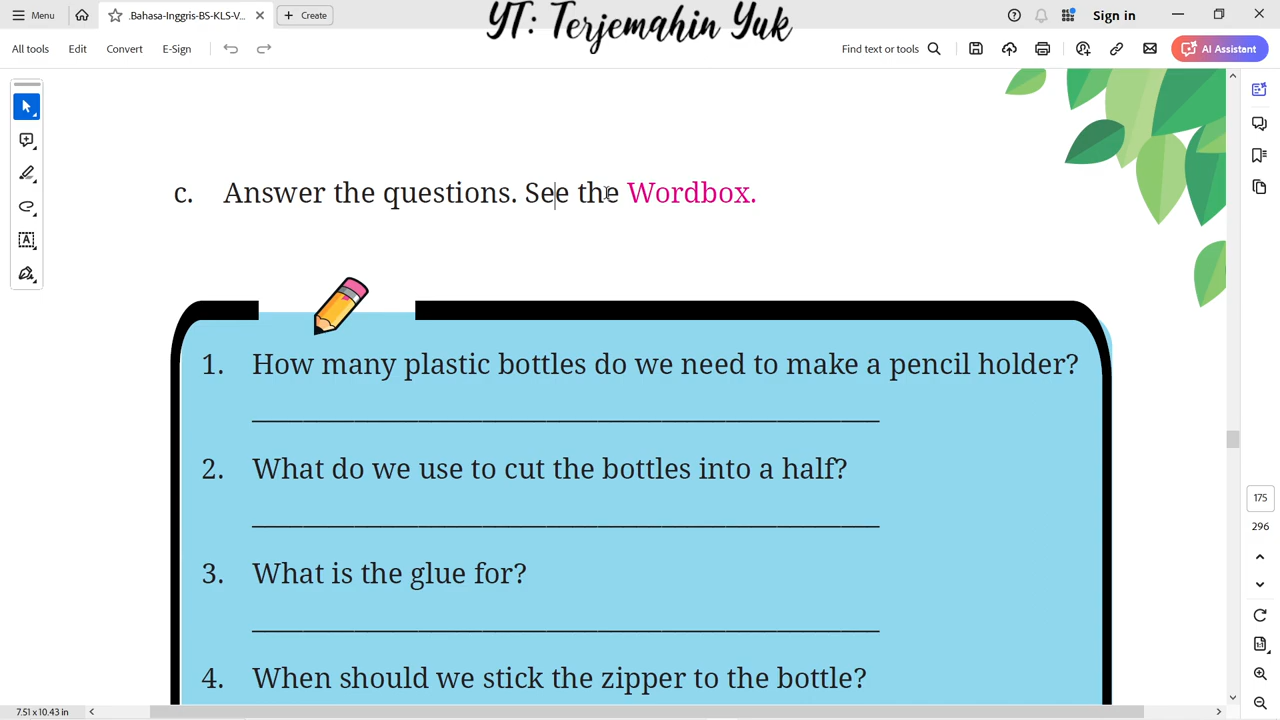 Menu
.Bahasa-Inggris-BS-KLS-V...
Create
YT: Terjemahin Yuk
Sign in
All tools
Edit
Convert
E-Sign
Find text or tools
AI Assistant
c. Answer the questions. See the Wordbox.
1. How many plastic bottles do we need to make a pencil holder?
2. What do we use to cut the bottles into a half?
3. What is the glue for?
4. When should we stick the zipper to the bottle?
175
296
7.51 x 10.43 in